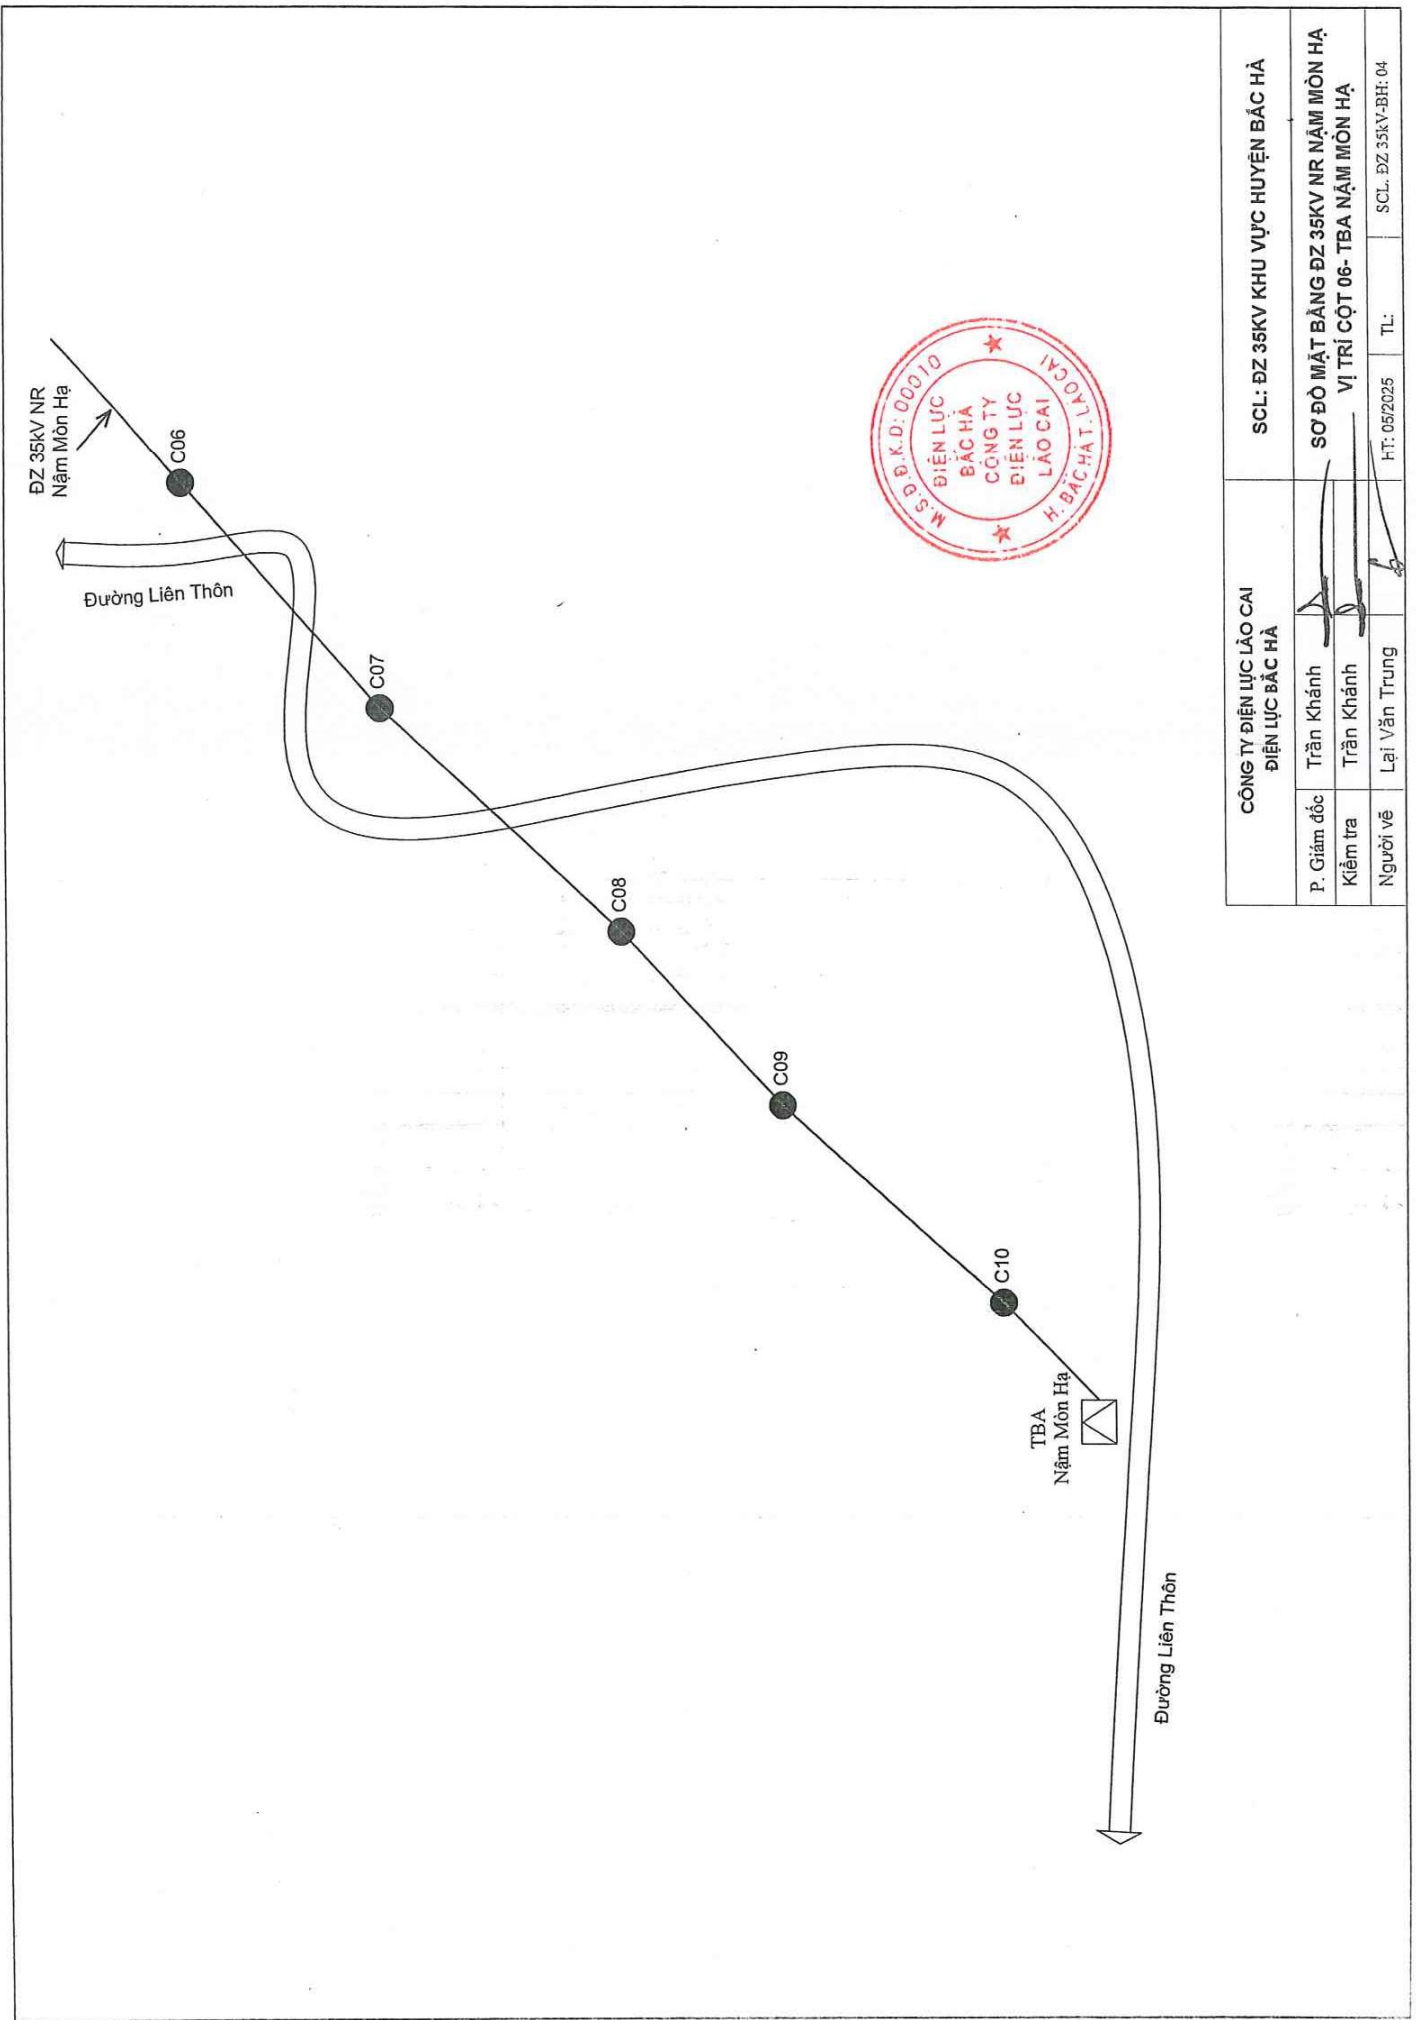 ĐZ 35kV NR
Nậm Mòn Hạ
C06
Đường Liên Thôn
C07
C08
C09
C10
TBA
Nậm Mòn Hạ
Đường Liên Thôn
M.S.D.Đ.K.D: 00010
ĐIỆN LỰC
BẮC HÀ
CÔNG TY
ĐIỆN LỰC
LÀO CAI
H. BẮC HÀ T. LÀO CAI
CÔNG TY ĐIỆN LỰC LÀO CAI
ĐIỆN LỰC BẮC HÀ
SCL: ĐZ 35KV KHU VỰC HUYỆN BẮC HÀ
P. Giám đốc Trần Khánh
Kiểm tra Trần Khánh
Người vẽ Lại Văn Trung
SƠ ĐỒ MẶT BẰNG ĐZ 35KV NR NẬM MÒN HẠ
VỊ TRÍ CỘT 06- TBA NẬM MÒN HẠ
HT: 05/2025 TL: SCL. ĐZ 35kV-BH: 04